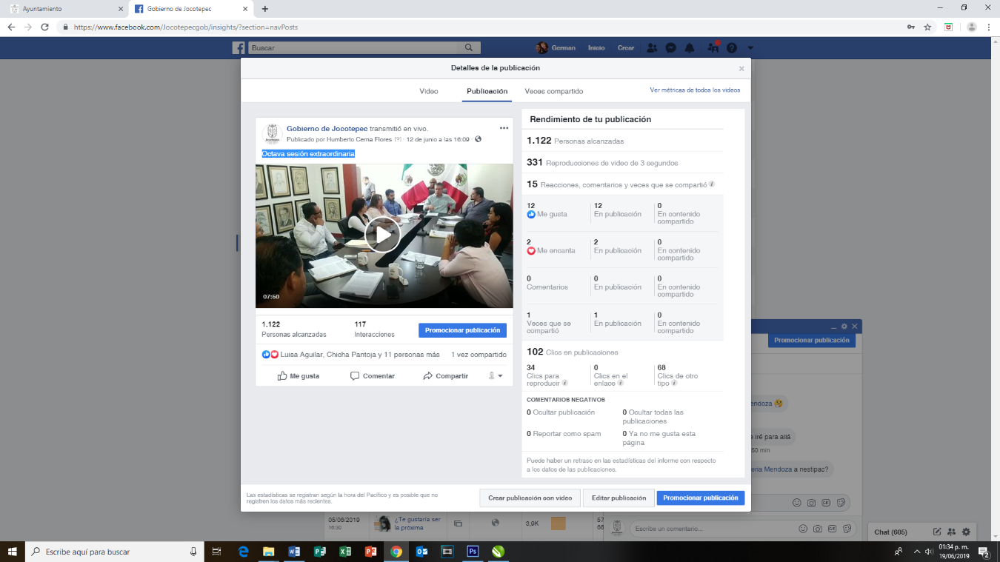 Ayuntamiento
Gobierno de Jocotepec
https://www.facebook.com/Jocotepecgob/insights/?section=navPosts
Buscar
German
Inicio
Crear
Detalles de la publicación
Video
Publicación
Veces compartido
Ver métricas de todos los videos
Gobierno de Jocotepec transmitió en vivo.
Publicado por Humberto Cerna Flores [?] · 12 de junio a las 16:09 ·
Octava sesión extraordinaria
07:50
1.122
Personas alcanzadas
117
Interacciones
Promocionar publicación
Luisa Aguilar, Chicha Pantoja y 11 personas más
1 vez compartido
Me gusta
Comentar
Compartir
Rendimiento de tu publicación
1.122 Personas alcanzadas
331 Reproducciones de video de 3 segundos
15 Reacciones, comentarios y veces que se compartió
12
Me gusta
12
En publicación
0
En contenido
compartido
2
Me encanta
2
En publicación
0
En contenido
compartido
0
Comentarios
0
En publicación
0
En contenido
compartido
1
Veces que se
compartió
1
En publicación
0
En contenido
compartido
102 Clics en publicaciones
34
Clics para
reproducir
0
Clics en el
enlace
68
Clics de otro
tipo
COMENTARIOS NEGATIVOS
0 Ocultar publicación
0 Ocultar todas las
publicaciones
0 Reportar como spam
0 Ya no me gusta esta
página
Puede haber un retraso en las estadísticas del informe con respecto
a los datos de las publicaciones.
Las estadísticas se registran según la hora del Pacífico y es posible que no
registren los datos más recientes.
Crear publicación con video
Editar publicación
Promocionar publicación
Promocionar publicación
endoza
e iré para allá
50 min
eria Mendoza a nestipac?
05/06/2019
16:30
¿Te gustaría ser
la próxima
3,9K
57
68
Escribe un comentario...
Chat (605)
Escribe aquí para buscar
01:34 p. m.
19/06/2019
2